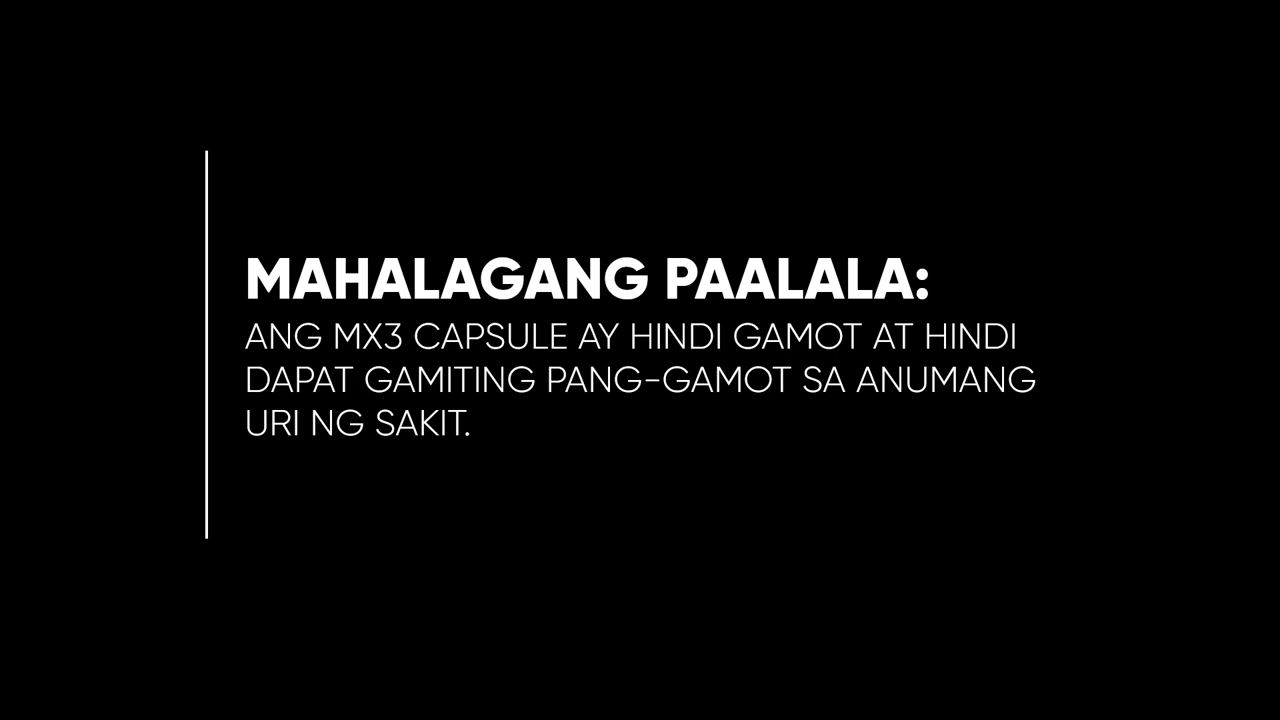 MAHALAGANG PAALALA:
ANG MX3 CAPSULE AY HINDI GAMOT AT HINDI
DAPAT GAMITING PANG-GAMOT SA ANUMANG
URI NG SAKIT.